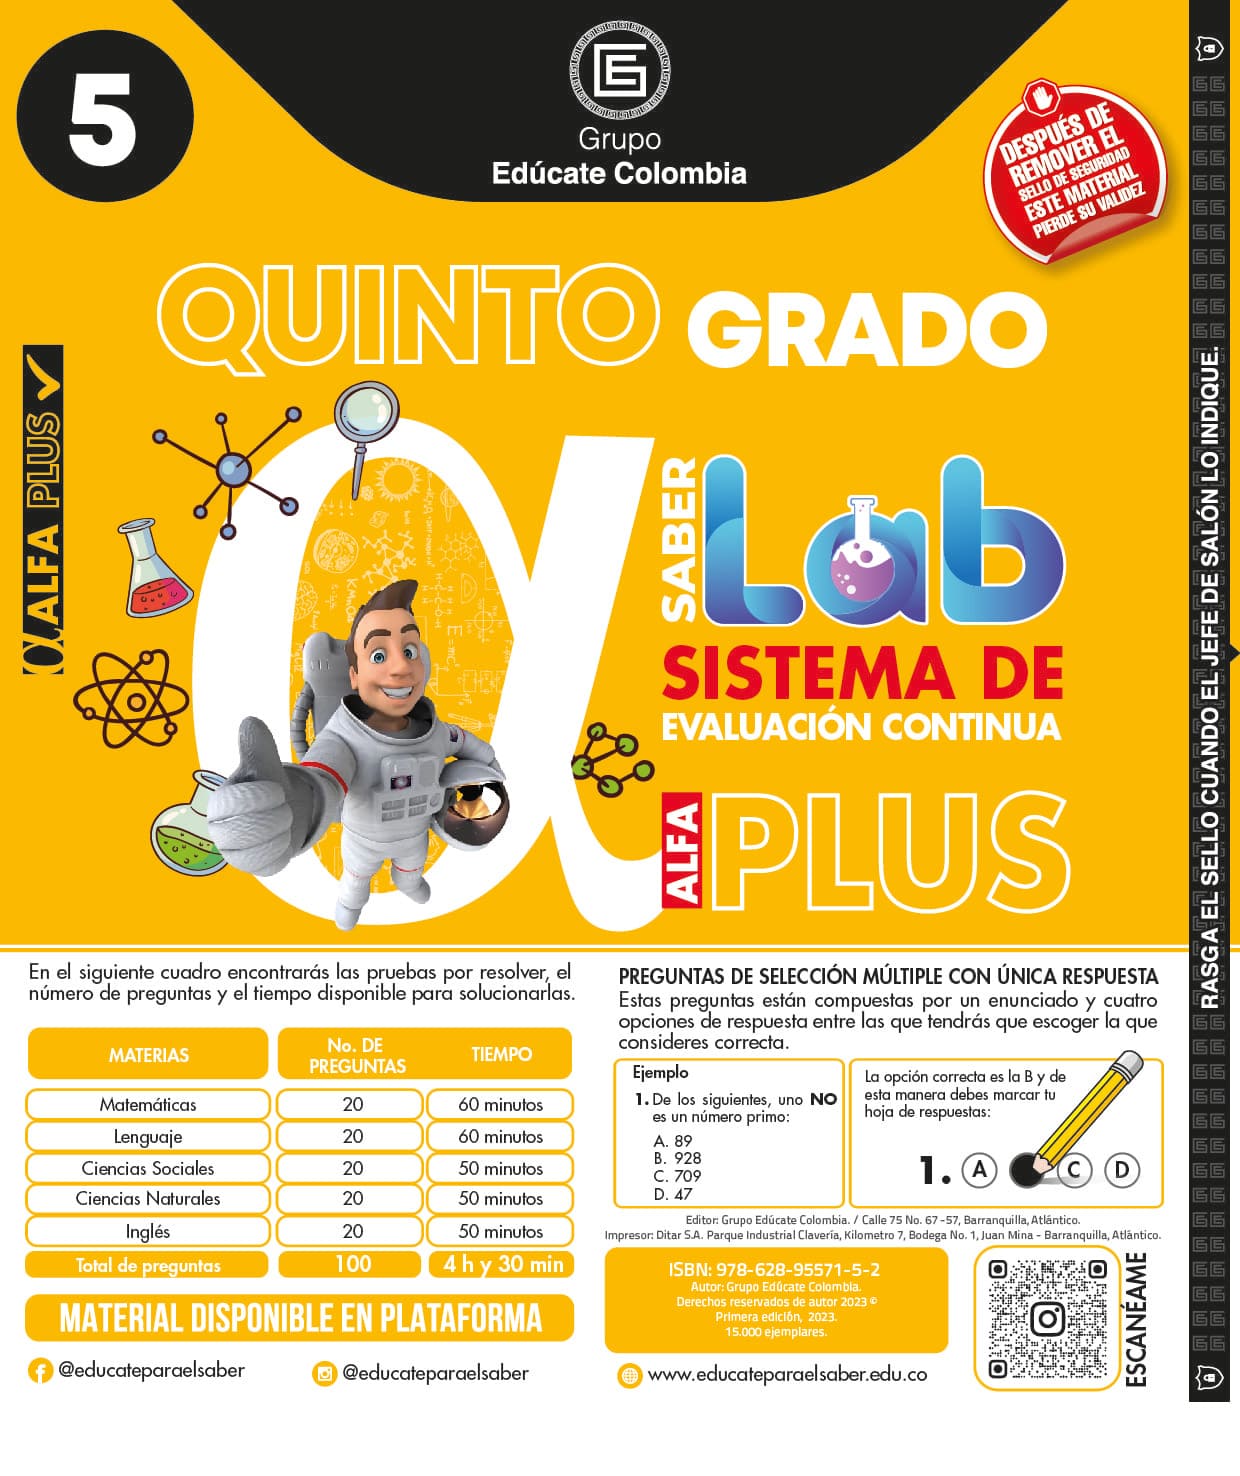 5
Grupo
Edúcate Colombia
DESPUÉS DE
REMOVER EL
SELLO DE SEGURIDAD
ESTE MATERIAL
PIERDE SU VALIDEZ
QUINTO GRADO
ALFA PLUS
SABER
Lab
SISTEMA DE
EVALUACIÓN CONTINUA
ALFA
PLUS
RASGA EL SELLO CUANDO EL JEFE DE SALÓN LO INDIQUE.
En el siguiente cuadro encontrarás las pruebas por resolver, el
número de preguntas y el tiempo disponible para solucionarlas.
MATERIAS No. DE PREGUNTAS TIEMPO
Matemáticas 20 60 minutos
Lenguaje 20 60 minutos
Ciencias Sociales 20 50 minutos
Ciencias Naturales 20 50 minutos
Inglés 20 50 minutos
Total de preguntas 100 4 h y 30 min
MATERIAL DISPONIBLE EN PLATAFORMA
@educateparaelsaber
@educateparaelsaber
PREGUNTAS DE SELECCIÓN MÚLTIPLE CON ÚNICA RESPUESTA
Estas preguntas están compuestas por un enunciado y cuatro
opciones de respuesta entre las que tendrás que escoger la que
consideres correcta.
Ejemplo
1. De los siguientes, uno NO
es un número primo:
A. 89
B. 928
C. 709
D. 47
La opción correcta es la B y de
esta manera debes marcar tu
hoja de respuestas:
1. A C D
Editor: Grupo Edúcate Colombia. / Calle 75 No. 67-57, Barranquilla, Atlántico.
Impresor: Ditar S.A. Parque Industrial Clavería, Kilometro 7, Bodega No. 1, Juan Mina - Barranquilla, Atlántico.
ISBN: 978-628-95571-5-2
Autor: Grupo Edúcate Colombia.
Derechos reservados de autor 2023 ©
Primera edición, 2023.
15.000 ejemplares.
www.educateparaelsaber.edu.co
ESCANÉAME